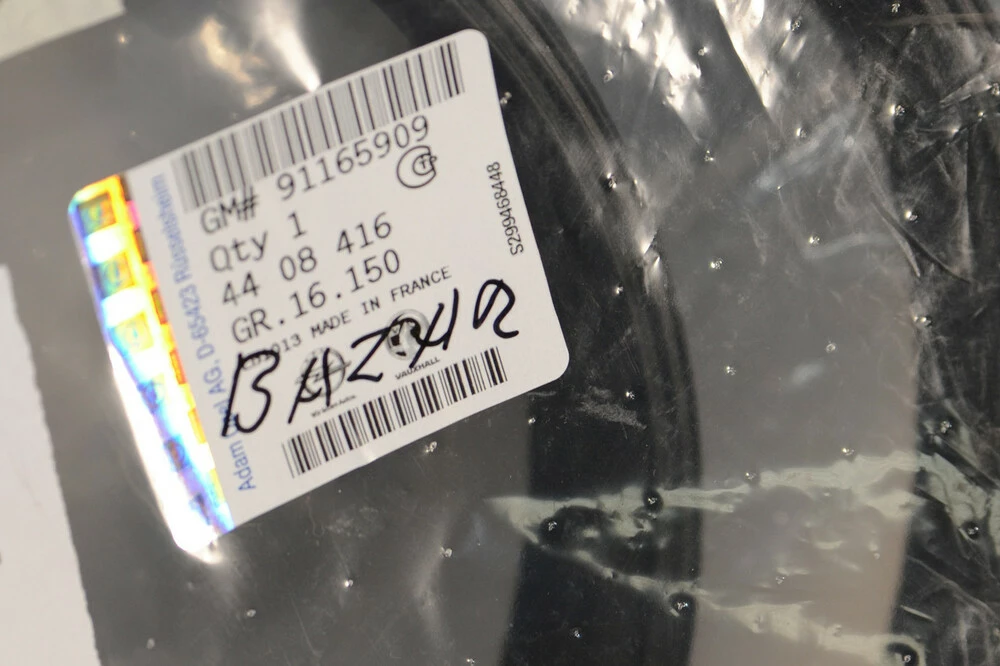 GM# 91165909
Qty 1
44 08 416
GR.16.150
MADE IN FRANCE
VAUXHALL
S299468448
AG, D-65423 Rüsselsheim
Adam